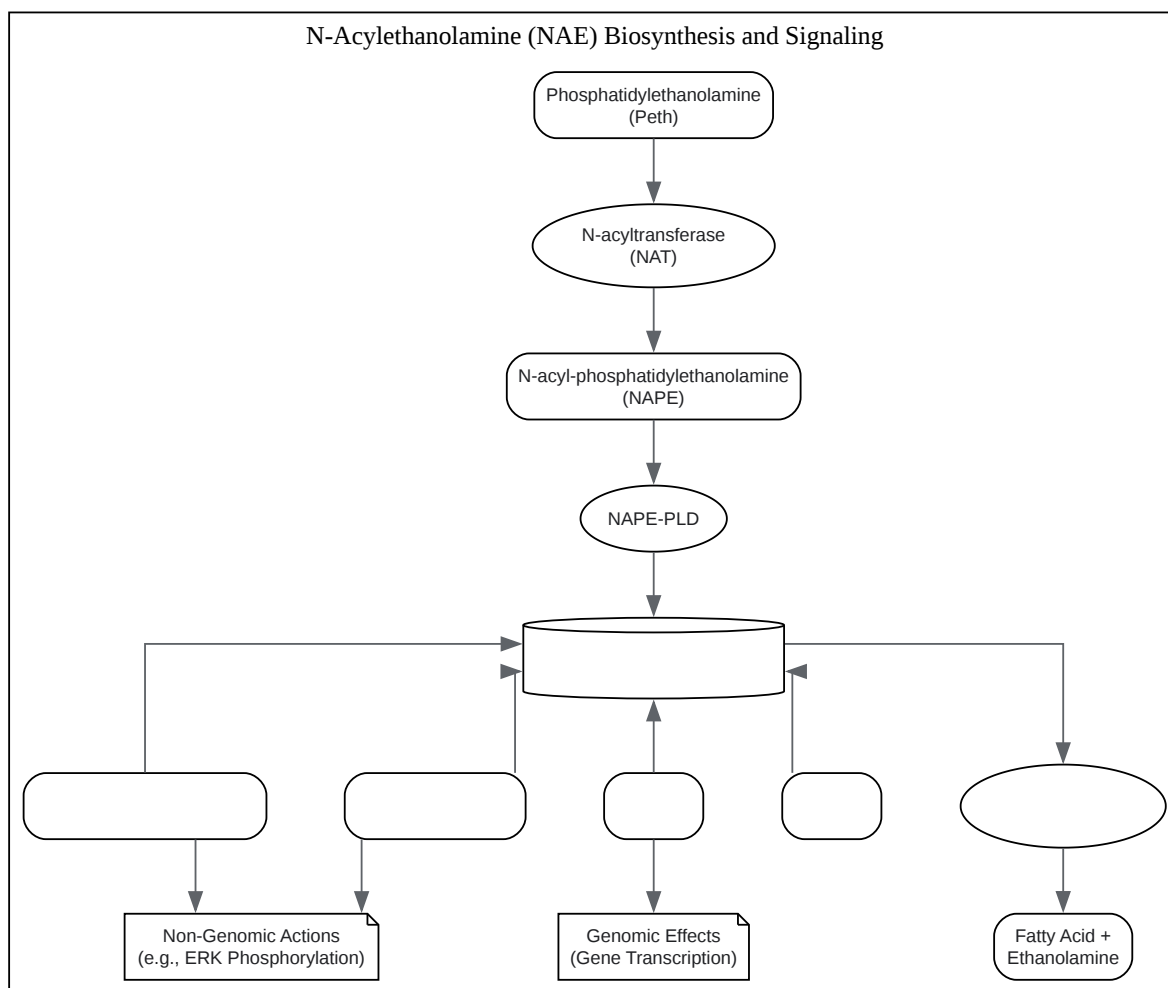 N-Acylethanolamine (NAE) Biosynthesis and Signaling
Phosphatidylethanolamine
(Peth)
N-acyltransferase
(NAT)
N-acyl-phosphatidylethanolamine
(NAPE)
NAPE-PLD
Non-Genomic Actions
(e.g., ERK Phosphorylation)
Genomic Effects
(Gene Transcription)
Fatty Acid +
Ethanolamine